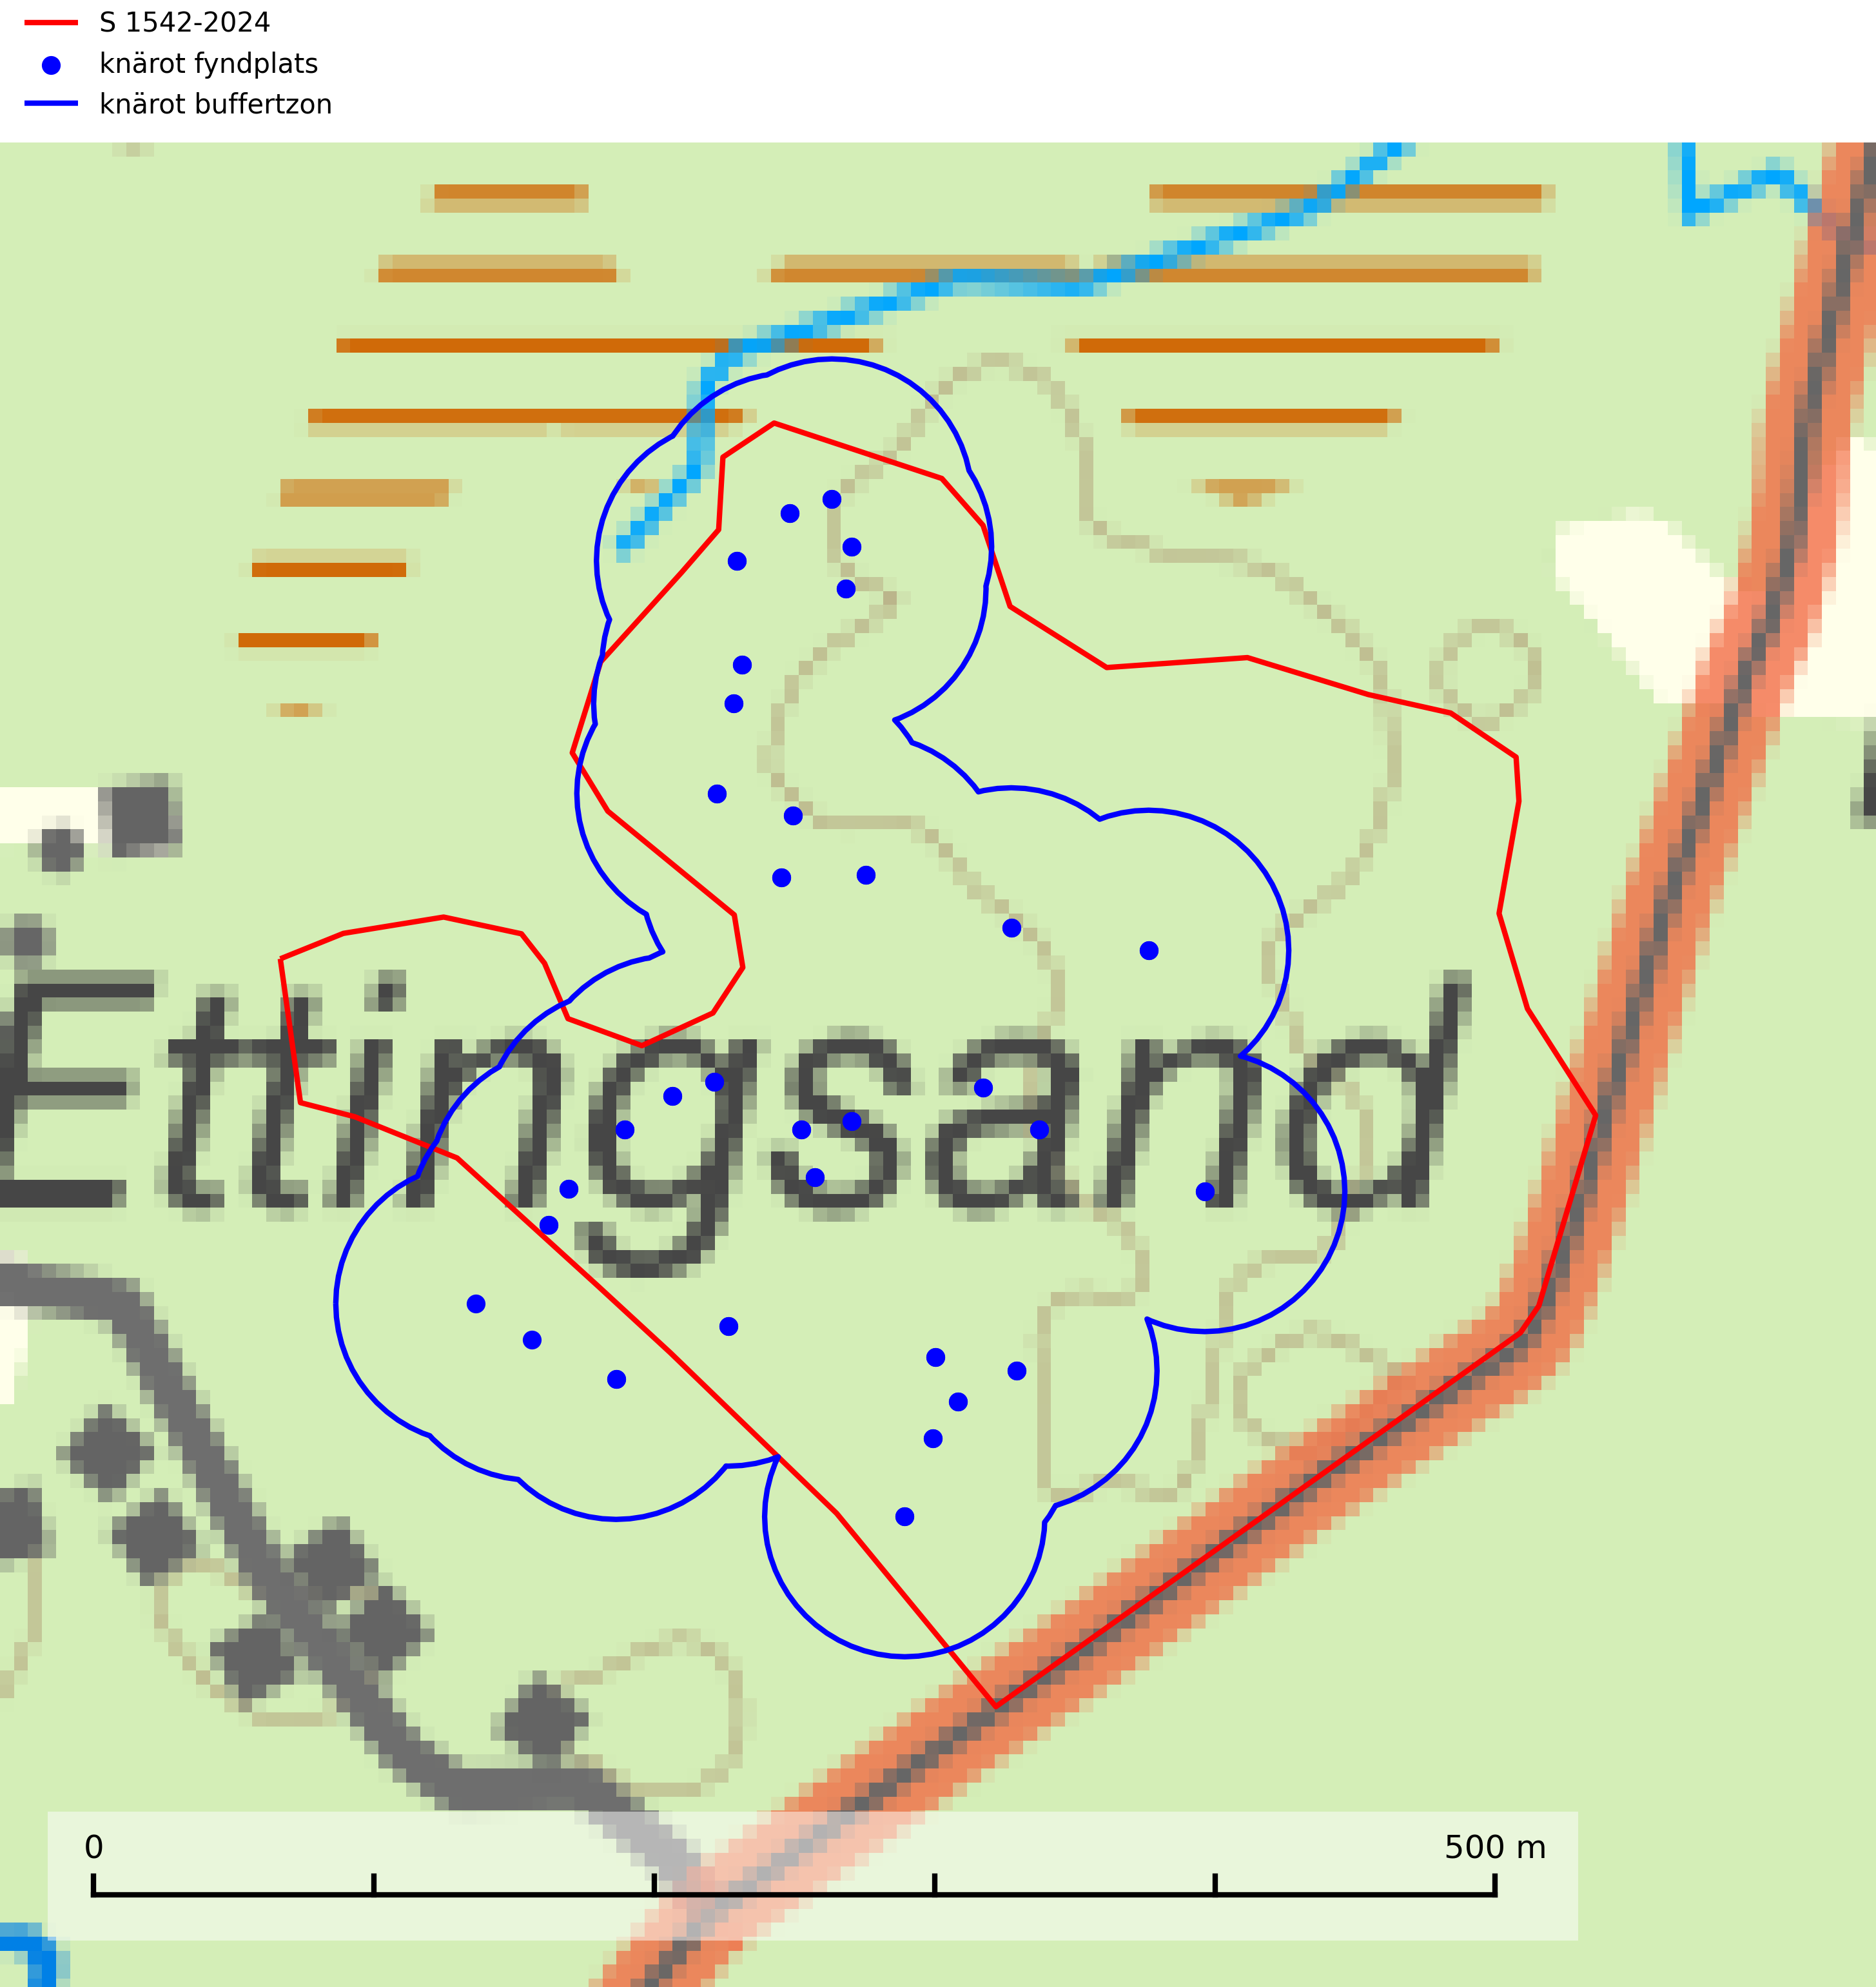 S 1542-2024
knärot fyndplats
knärot buffertzon
Ettingsand
0
500 m